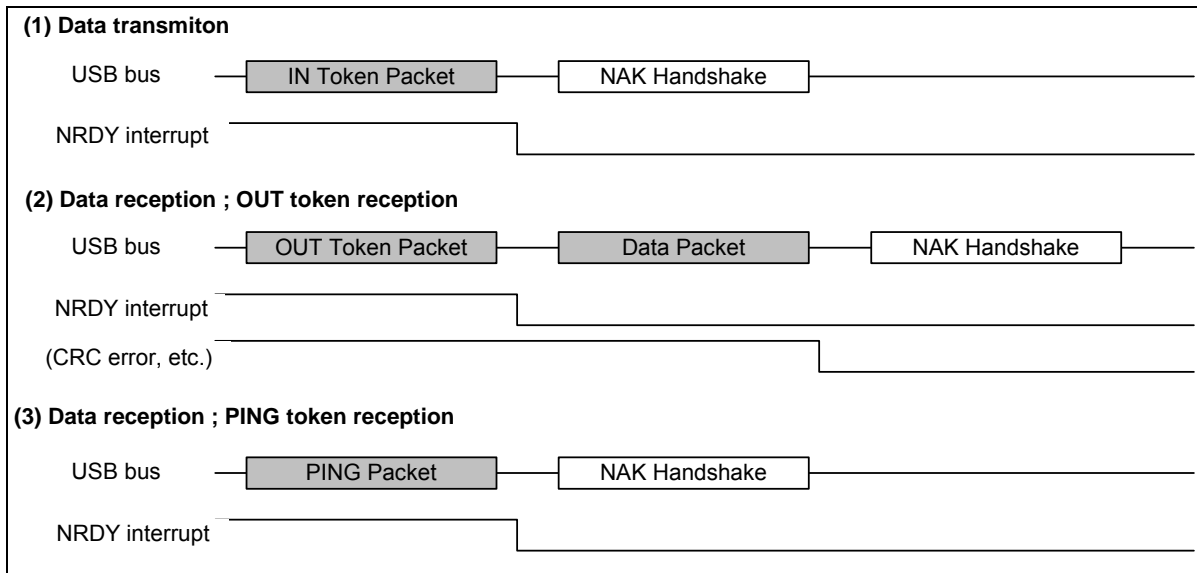 (1) Data transmiton
USB bus
IN Token Packet
NAK Handshake
NRDY interrupt
(2) Data reception ; OUT token reception
USB bus
OUT Token Packet
Data Packet
NAK Handshake
NRDY interrupt
(CRC error, etc.)
(3) Data reception ; PING token reception
USB bus
PING Packet
NAK Handshake
NRDY interrupt